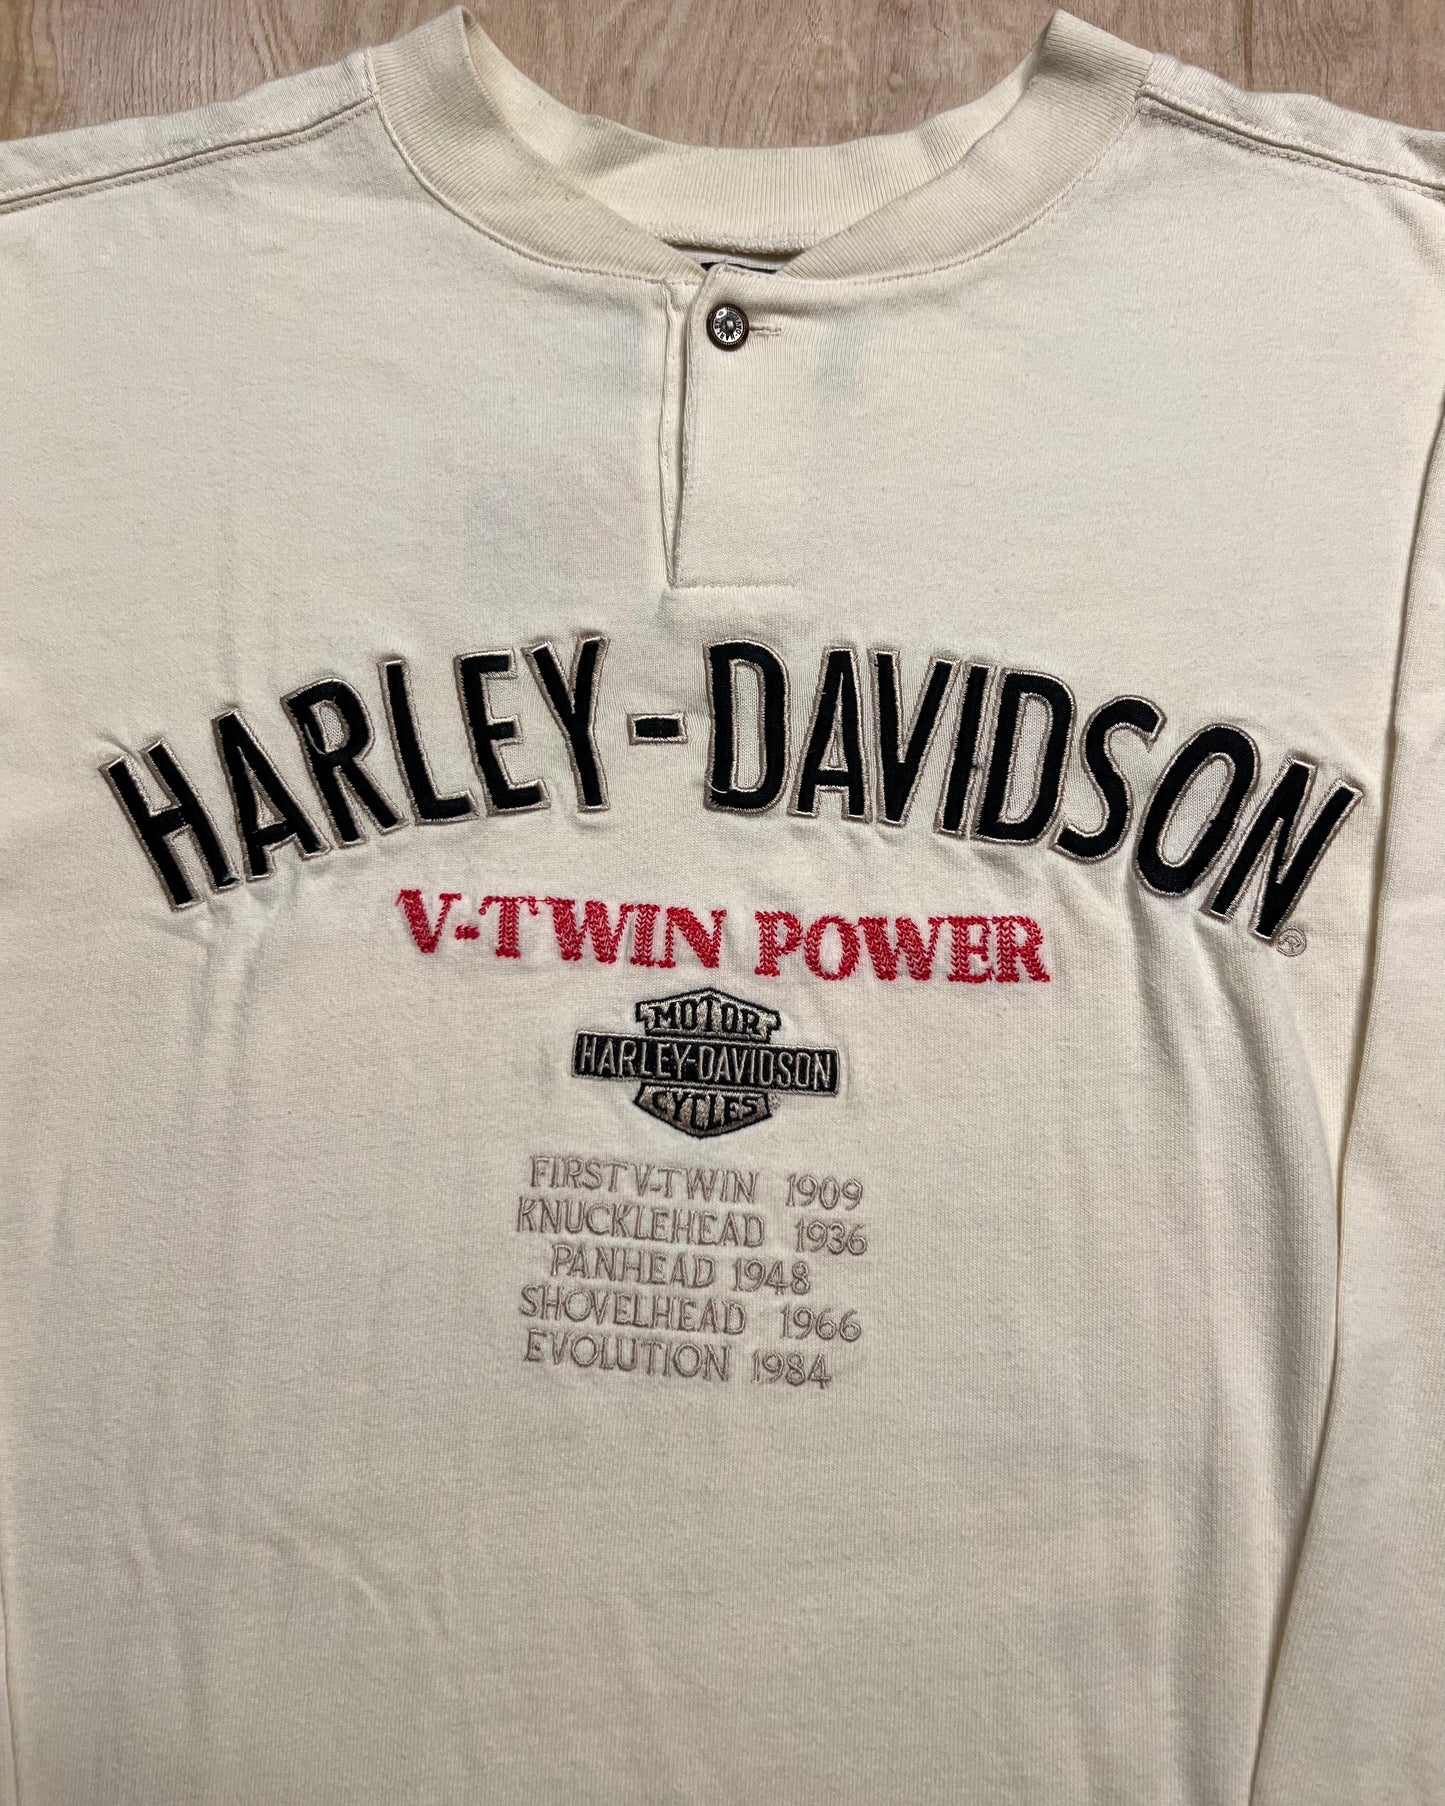 HARLEY-DAVIDSON®
V-TWIN POWER
MOTOR
HARLEY-DAVIDSON
CYCLES
FIRST V-TWIN 1909
KNUCKLEHEAD 1936
PANHEAD 1948
SHOVELHEAD 1966
EVOLUTION 1984